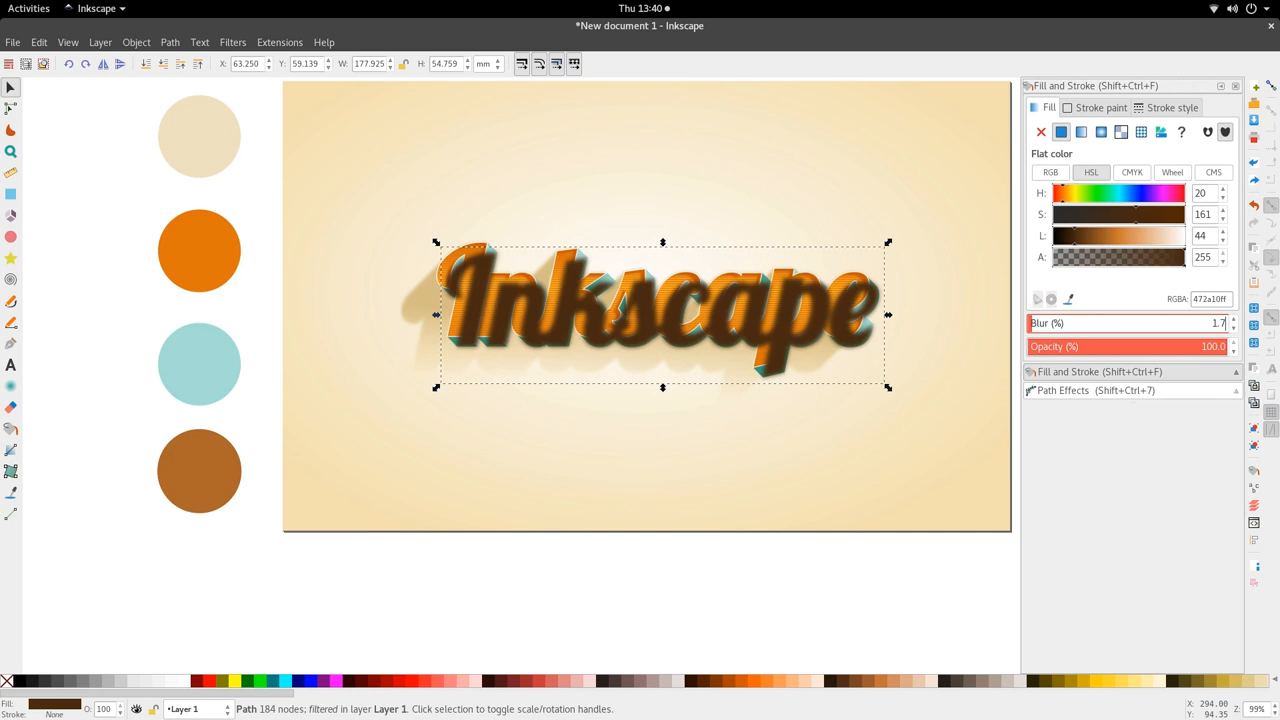 Activities Inkscape Thu 13:40
*New document 1 - Inkscape
File Edit View Layer Object Path Text Filters Extensions Help
X: 63.250 Y: 59.139 W: 177.925 H: 54.759 mm
Fill and Stroke (Shift+Ctrl+F)
Fill Stroke paint Stroke style
?
Flat color
RGB HSL CMYK Wheel CMS
H: 20
S: 161
L: 44
A: 255
RGBA: 472a10ff
Blur (%) 1.7
Opacity (%) 100.0
Fill and Stroke (Shift+Ctrl+F)
Path Effects (Shift+Ctrl+7)
Inkscape
Fill:
Stroke: None
O: 100
•Layer 1
Path 184 nodes; filtered in layer Layer 1. Click selection to toggle scale/rotation handles.
X: 294.00
Y: 94.35
Z: 99%